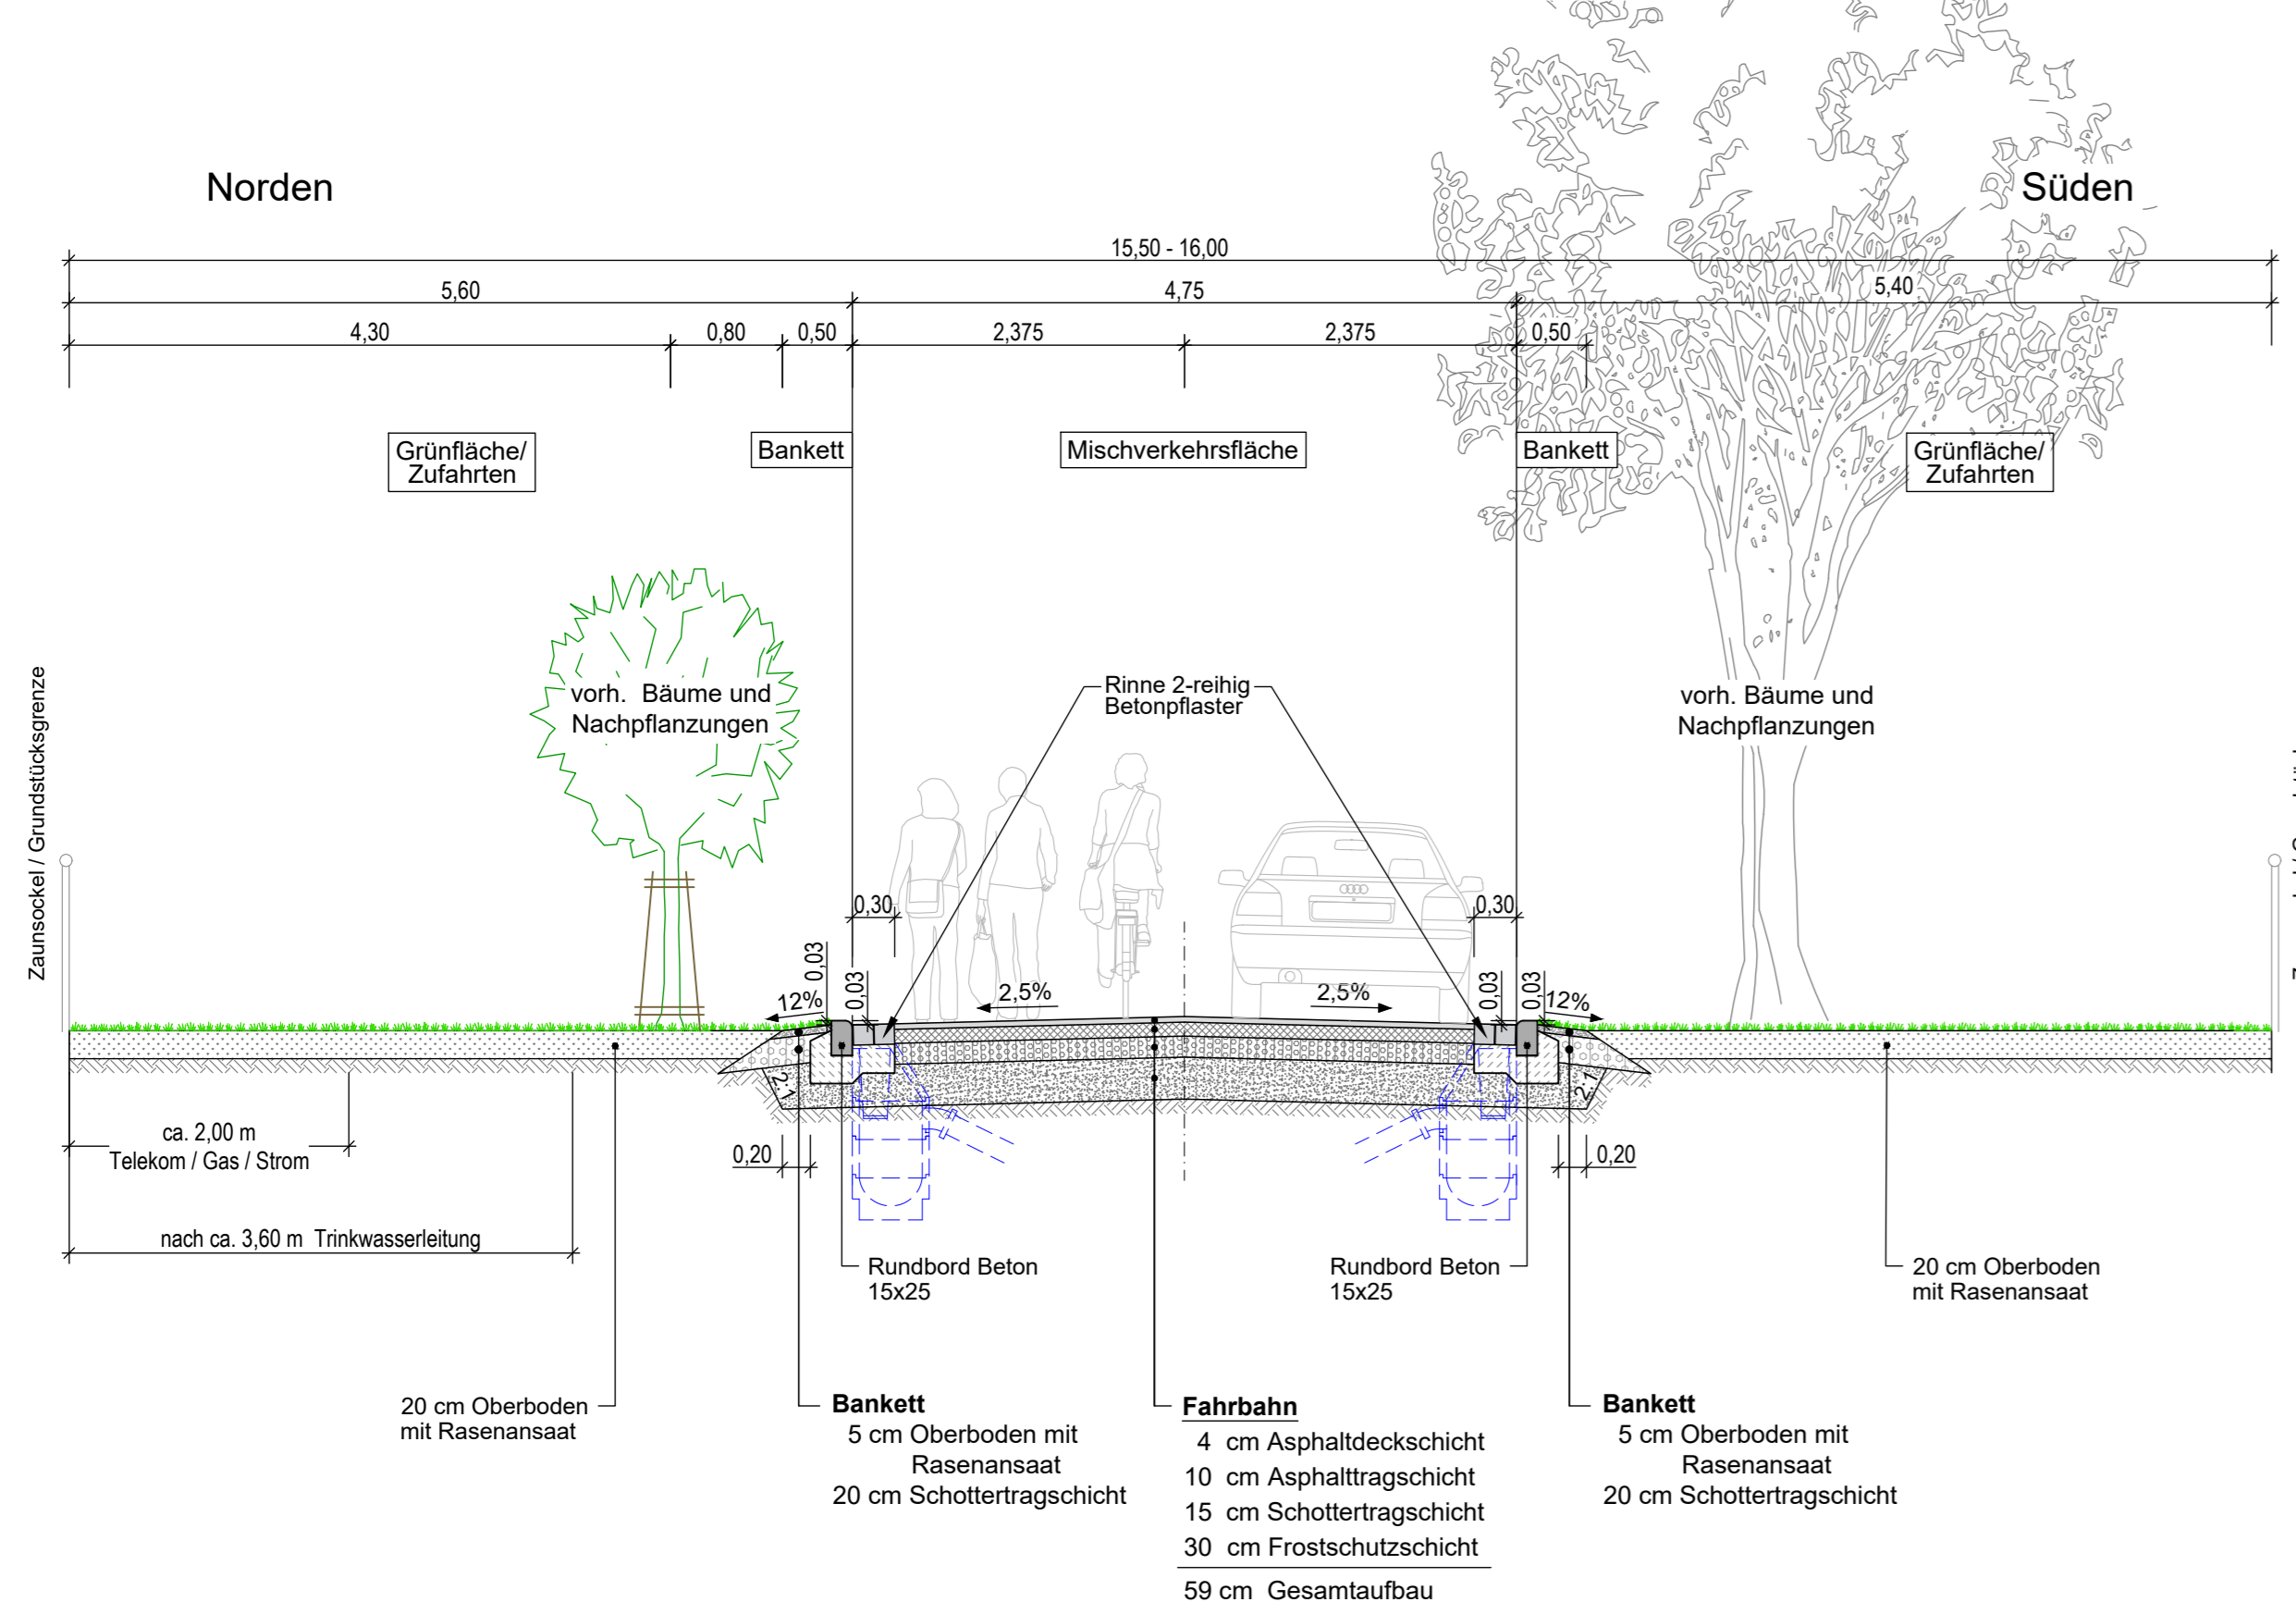 Norden
Süden
15,50 - 16,00
5,60
4,75
5,40
4,30
0,80
0,50
2,375
2,375
0,50
Grünfläche/
Zufahrten
Bankett
Mischverkehrsfläche
Bankett
Grünfläche/
Zufahrten
Zaunsockel / Grundstücksgrenze
vorh. Bäume und
Nachpflanzungen
Rinne 2-reihig
Betonpflaster
vorh. Bäume und
Nachpflanzungen
0,30
0,30
0,03
0,03
0,03
0,03
12%
2,5%
2,5%
12%
2:1
2:1
ca. 2,00 m
Telekom / Gas / Strom
0,20
0,20
nach ca. 3,60 m Trinkwasserleitung
Rundbord Beton
15x25
Rundbord Beton
15x25
20 cm Oberboden
mit Rasenansaat
20 cm Oberboden
mit Rasenansaat
Bankett
5 cm Oberboden mit
Rasenansaat
20 cm Schottertragschicht
Fahrbahn
4 cm Asphaltdeckschicht
10 cm Asphalttragschicht
15 cm Schottertragschicht
30 cm Frostschutzschicht
59 cm Gesamtaufbau
Bankett
5 cm Oberboden mit
Rasenansaat
20 cm Schottertragschicht